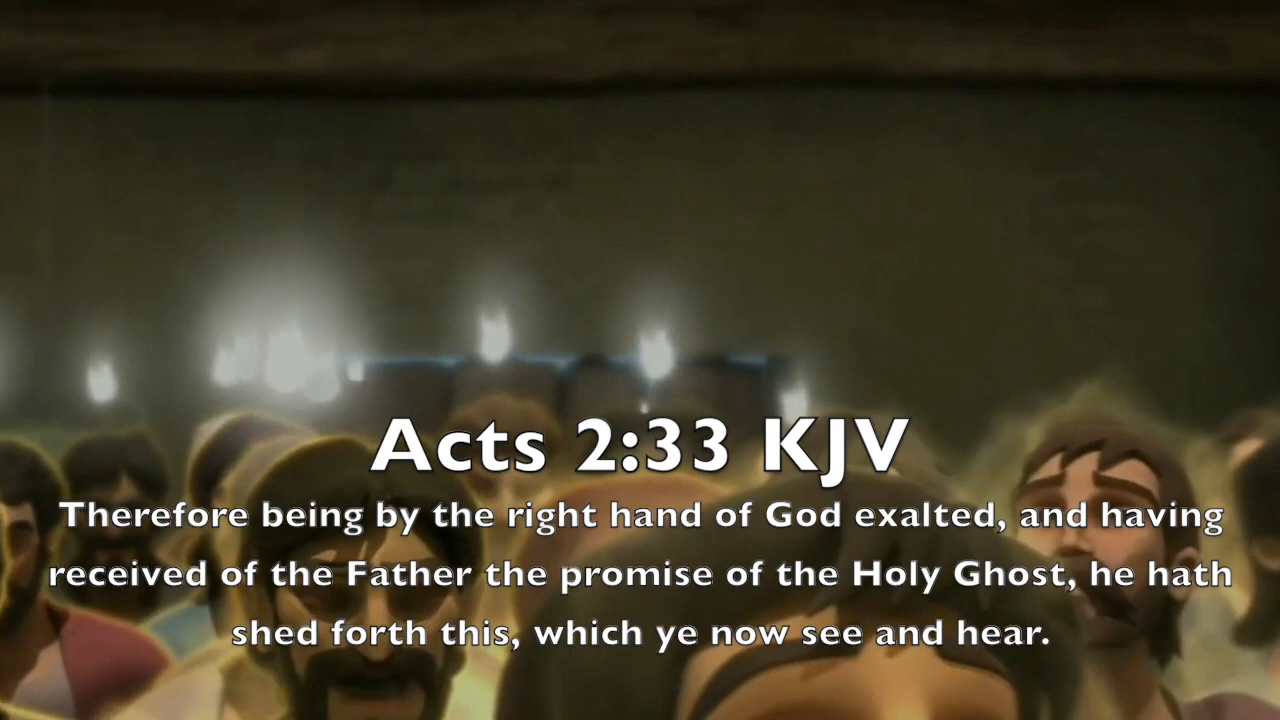 Acts 2:33 KJV
Therefore being by the right hand of God exalted, and having
received of the Father the promise of the Holy Ghost, he hath
shed forth this, which ye now see and hear.